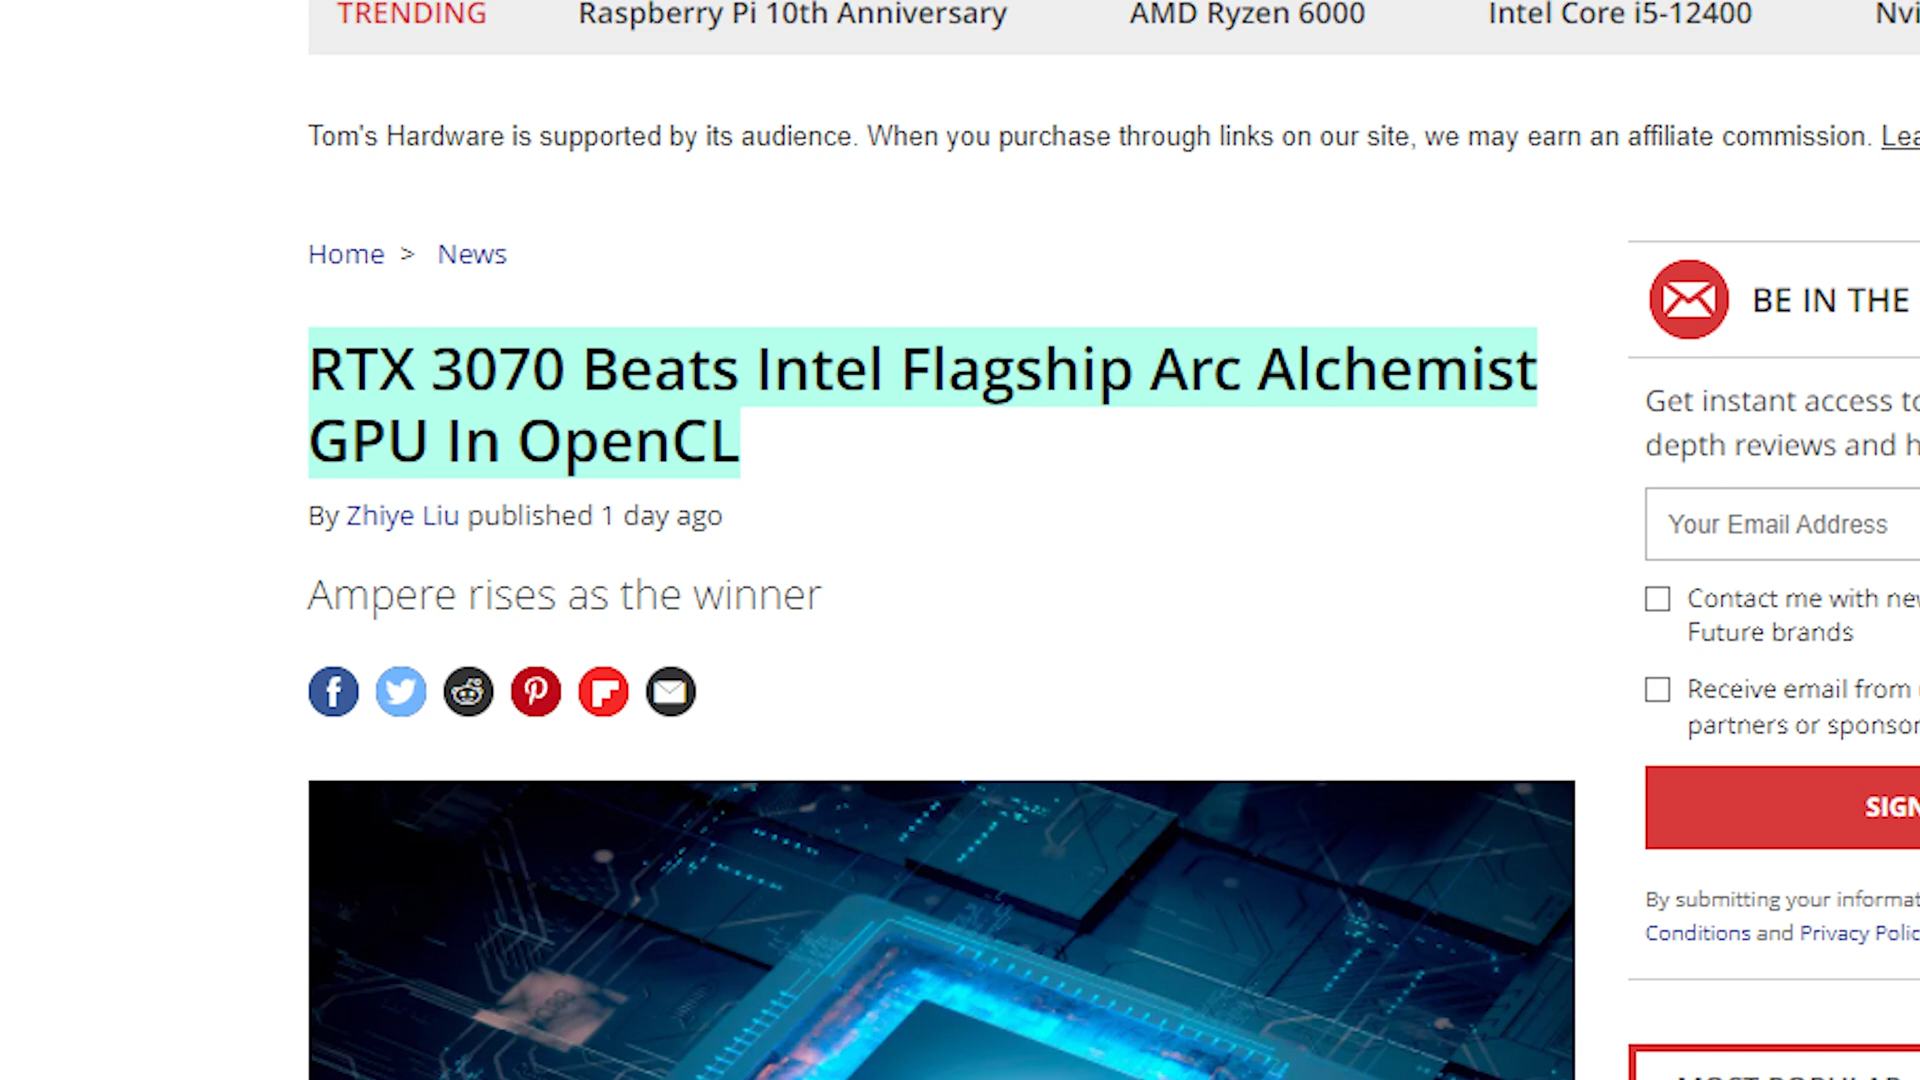 TRENDING Raspberry Pi 10th Anniversary AMD Ryzen 6000 Intel Core i5-12400 Nvi
Tom's Hardware is supported by its audience. When you purchase through links on our site, we may earn an affiliate commission. Lea
Home > News
RTX 3070 Beats Intel Flagship Arc Alchemist
GPU In OpenCL
By Zhiye Liu published 1 day ago
Ampere rises as the winner
BE IN THE
Get instant access to
depth reviews and h
Your Email Address
Contact me with new
Future brands
Receive email from
partners or sponsor
SIGN
By submitting your informat
Conditions and Privacy Polic
MOST POPULAR